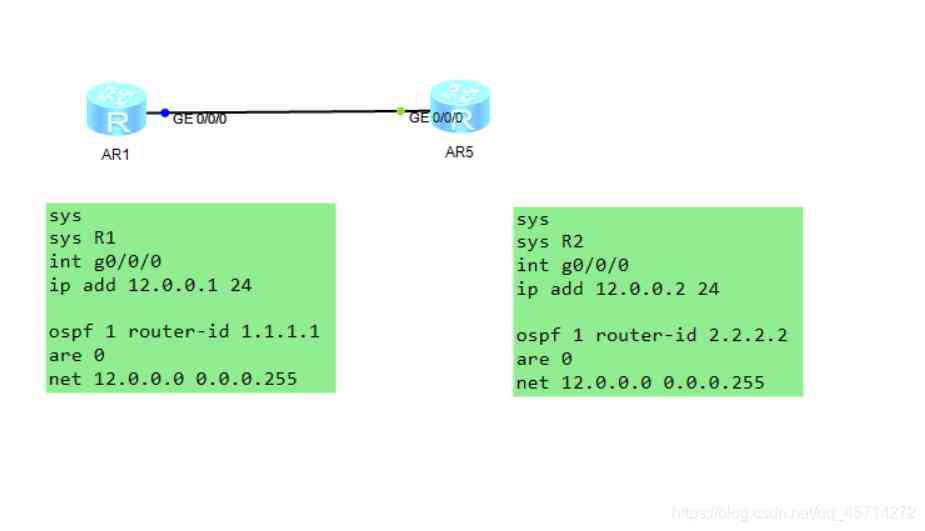 R
R
GE 0/0/0
GE 0/0/0
AR1
AR5
sys
sys R1
int g0/0/0
ip add 12.0.0.1 24
ospf 1 router-id 1.1.1.1
are 0
net 12.0.0.0 0.0.0.255
sys
sys R2
int g0/0/0
ip add 12.0.0.2 24
ospf 1 router-id 2.2.2.2
are 0
net 12.0.0.0 0.0.0.255
https://blog.csdn.net/qq_45714272